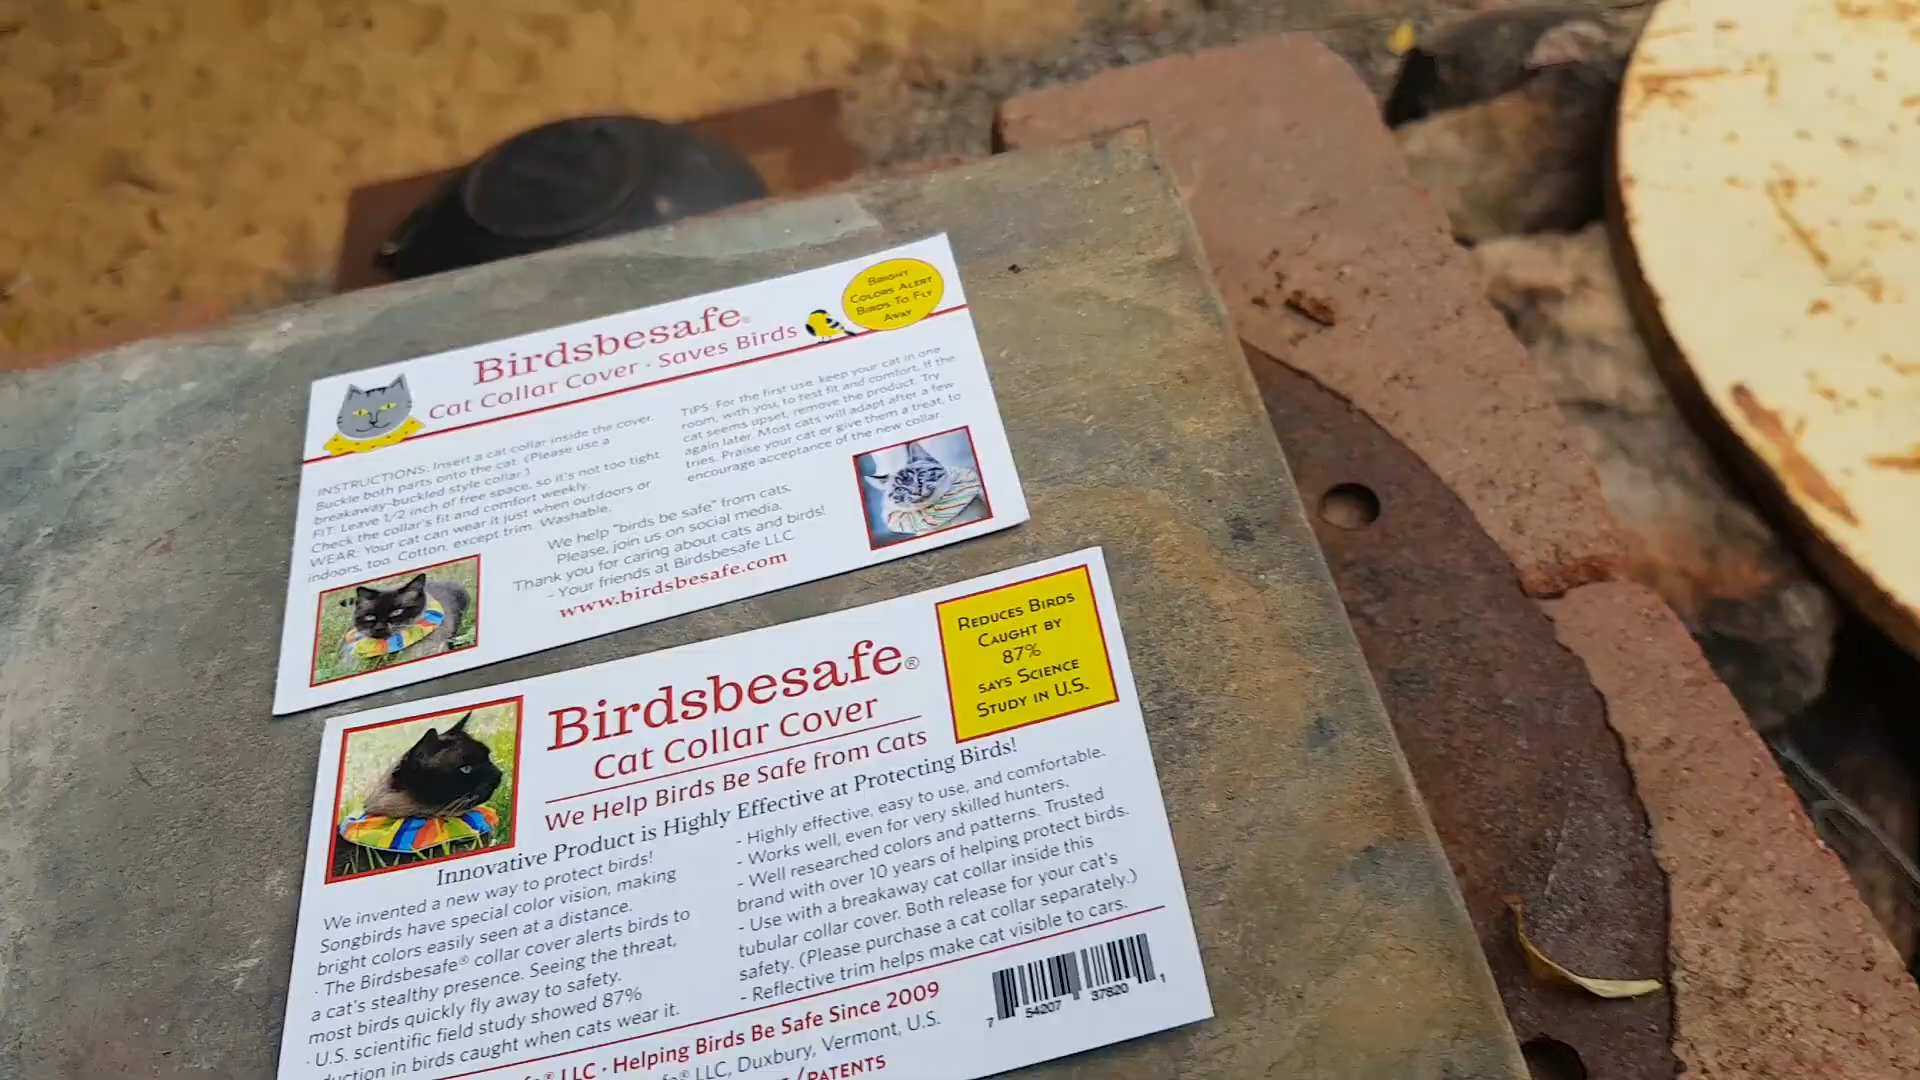 Birdsbesafe®
Cat Collar Cover - Saves Birds
BRIGHT
COLORS ALERT
BIRDS TO FLY
AWAY
INSTRUCTIONS: Insert a cat collar inside the cover.
Buckle both parts onto the cat. (Please use a
breakaway-buckled style collar.)
FIT: Leave 1/2 inch of free space, so it's not too tight.
Check the collar's fit and comfort weekly.
WEAR: Your cat can wear it just when outdoors or
indoors, too. Cotton, except trim. Washable.
TIPS: For the first use, keep your cat in one
room, with you, to test fit and comfort. If the
cat seems upset, remove the product. Try
again later. Most cats will adapt after a few
tries. Praise your cat or give them a treat, to
encourage acceptance of the new collar.
We help "birds be safe" from cats.
Please, join us on social media.
Thank you for caring about cats and birds!
- Your friends at Birdsbesafe LLC
www.birdsbesafe.com
Birdsbesafe®
Cat Collar Cover
We Help Birds Be Safe from Cats
REDUCES BIRDS
CAUGHT BY
87%
SAYS SCIENCE
STUDY IN U.S.
Innovative Product is Highly Effective at Protecting Birds!
We invented a new way to protect birds!
Songbirds have special color vision, making
bright colors easily seen at a distance.
· The Birdsbesafe® collar cover alerts birds to
a cat's stealthy presence. Seeing the threat,
most birds quickly fly away to safety.
· U.S. scientific field study showed 87%
uction in birds caught when cats wear it.
- Highly effective, easy to use, and comfortable.
- Works well, even for very skilled hunters.
- Well researched colors and patterns. Trusted
brand with over 10 years of helping protect birds.
- Use with a breakaway cat collar inside this
tubular collar cover. Both release for your cat's
safety. (Please purchase a cat collar separately.)
- Reflective trim helps make cat visible to cars.
LLC · Helping Birds Be Safe Since 2009
LLC, Duxbury, Vermont, U.S.
/PATENTS
7 54207 37820 1